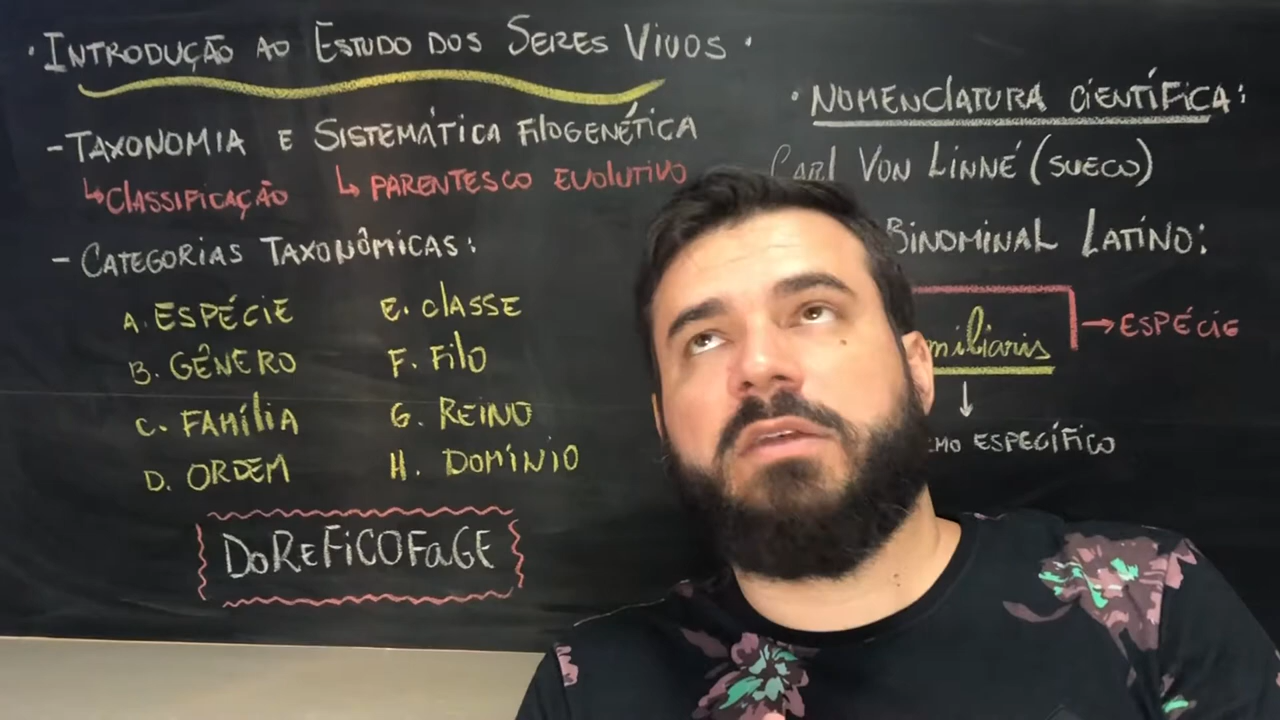 · INTRODUÇÃO AO ESTUDO DOS SERES VIVOS ·
- TAXONOMIA E SISTEMÁTICA FILOGENÉTICA
↳ CLASSIFICAÇÃO ↳ PARENTESCO EVOLUTIVO
- CATEGORIAS TAXONÔMICAS:
A. ESPÉCIE
B. GÊNERO
C. FAMÍLIA
D. ORDEM
E. CLASSE
F. FILO
G. REINO
H. DOMÍNIO
DoReFiCOFaGE
· NOMENCLATURA CIENTÍFICA:
CARL VON LINNÉ (SUECO)
BINOMINAL LATINO:
→ ESPÉCIE
ESPECÍFICO